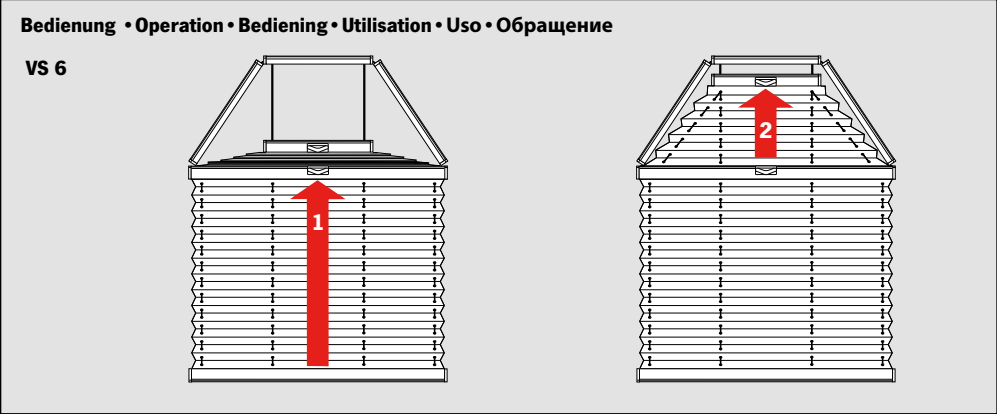 Bedienung • Operation • Bediening • Utilisation • Uso • Обращение
VS 6
1
2